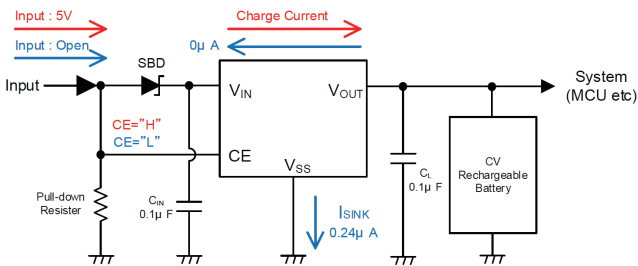 Input : 5V
Charge Current
Input : Open
0μ A
SBD
Input
System
(MCU etc)
VIN
VOUT
CE="H"
CE="L"
CE
VSS
CV
Rechargeable
Battery
Pull-down
Resister
CIN
0.1μ F
CL
0.1μ F
ISINK
0.24μ A